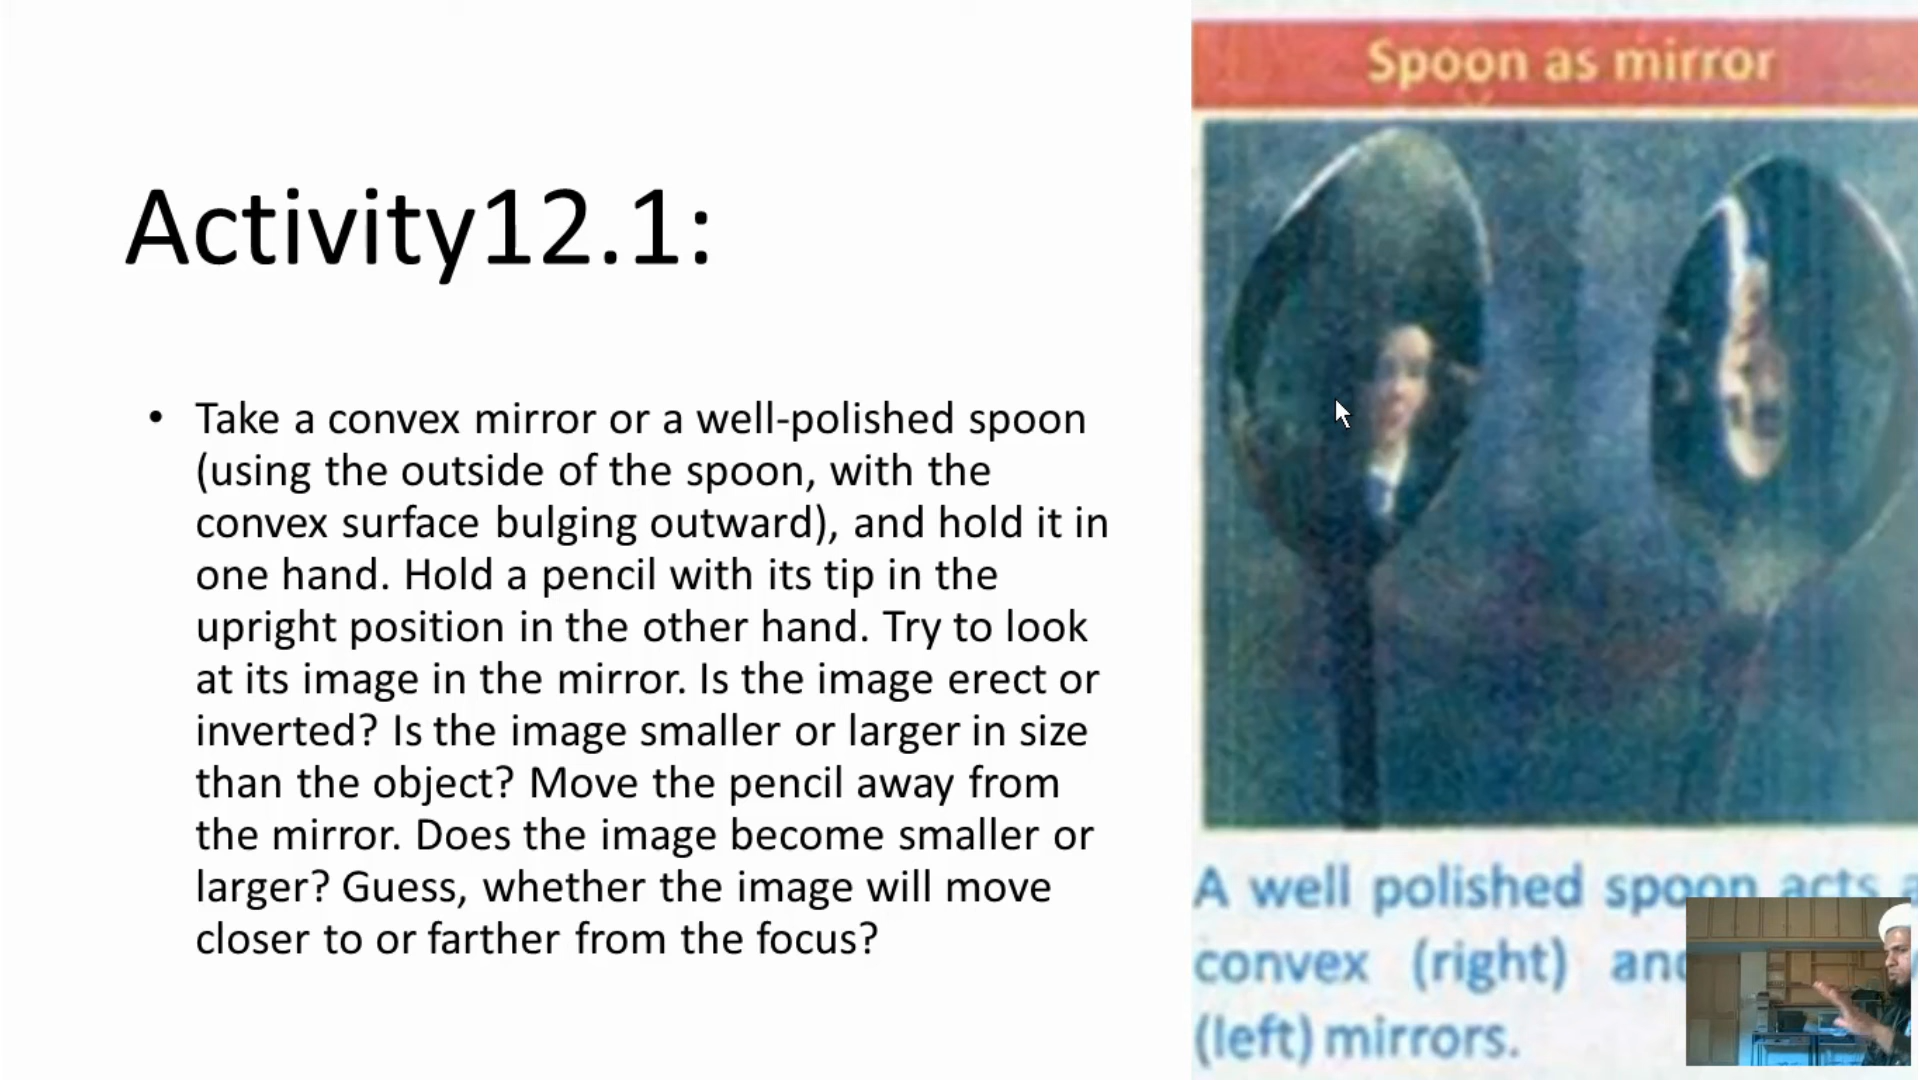 Activity12.1:
• Take a convex mirror or a well-polished spoon
(using the outside of the spoon, with the
convex surface bulging outward), and hold it in
one hand. Hold a pencil with its tip in the
upright position in the other hand. Try to look
at its image in the mirror. Is the image erect or
inverted? Is the image smaller or larger in size
than the object? Move the pencil away from
the mirror. Does the image become smaller or
larger? Guess, whether the image will move
closer to or farther from the focus?
Spoon as mirror
A well polished spoon acts
convex (right) and
(left) mirrors.